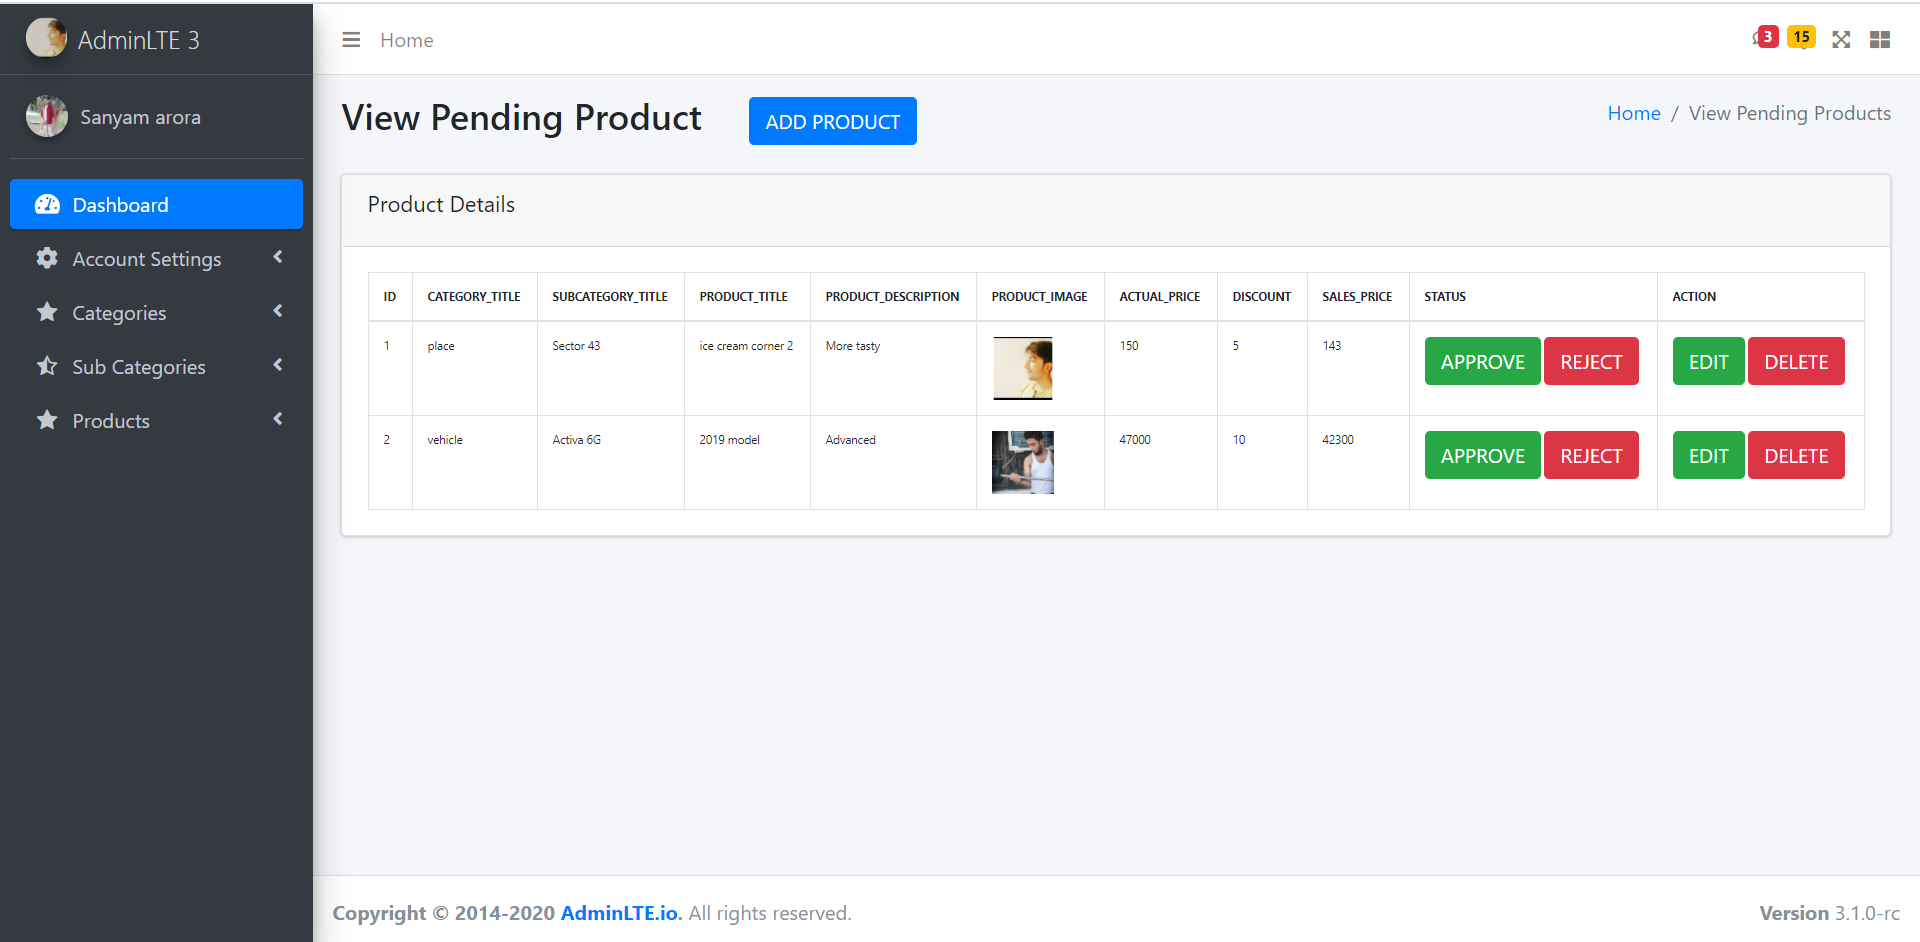 AdminLTE 3
Home
3
15
Sanyam arora
View Pending Product
ADD PRODUCT
Home / View Pending Products
Dashboard
Account Settings
Categories
Sub Categories
Products
Product Details
ID CATEGORY_TITLE SUBCATEGORY_TITLE PRODUCT_TITLE PRODUCT_DESCRIPTION PRODUCT_IMAGE ACTUAL_PRICE DISCOUNT SALES_PRICE STATUS ACTION
1 place Sector 43 ice cream corner 2 More tasty 150 5 143 APPROVE REJECT EDIT DELETE
2 vehicle Activa 6G 2019 model Advanced 47000 10 42300 APPROVE REJECT EDIT DELETE
Copyright © 2014-2020 AdminLTE.io. All rights reserved.
Version 3.1.0-rc